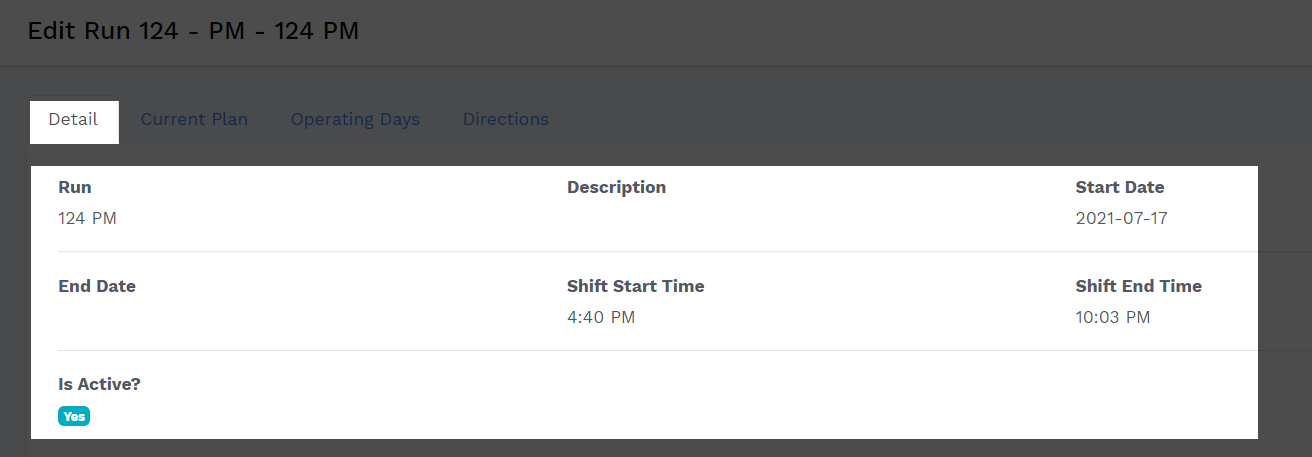 Edit Run 124 - PM - 124 PM
Detail Current Plan Operating Days Directions
Run Description Start Date
124 PM 2021-07-17
End Date Shift Start Time Shift End Time
4:40 PM 10:03 PM
Is Active?
Yes